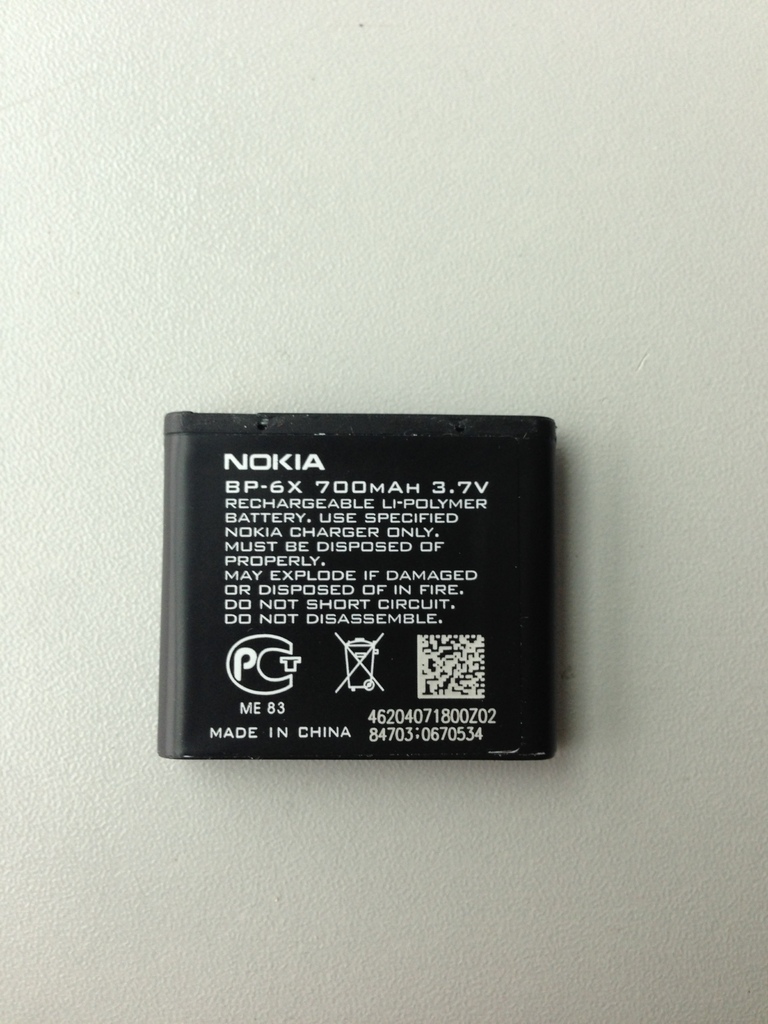 NOKIA
BP-6X 700MAH 3.7V
RECHARGEABLE LI-POLYMER
BATTERY. USE SPECIFIED
NOKIA CHARGER ONLY.
MUST BE DISPOSED OF
PROPERLY.
MAY EXPLODE IF DAMAGED
OR DISPOSED OF IN FIRE.
DO NOT SHORT CIRCUIT.
DO NOT DISASSEMBLE.
PCT
ME 83
MADE IN CHINA
46204071800Z02
84703:0670534